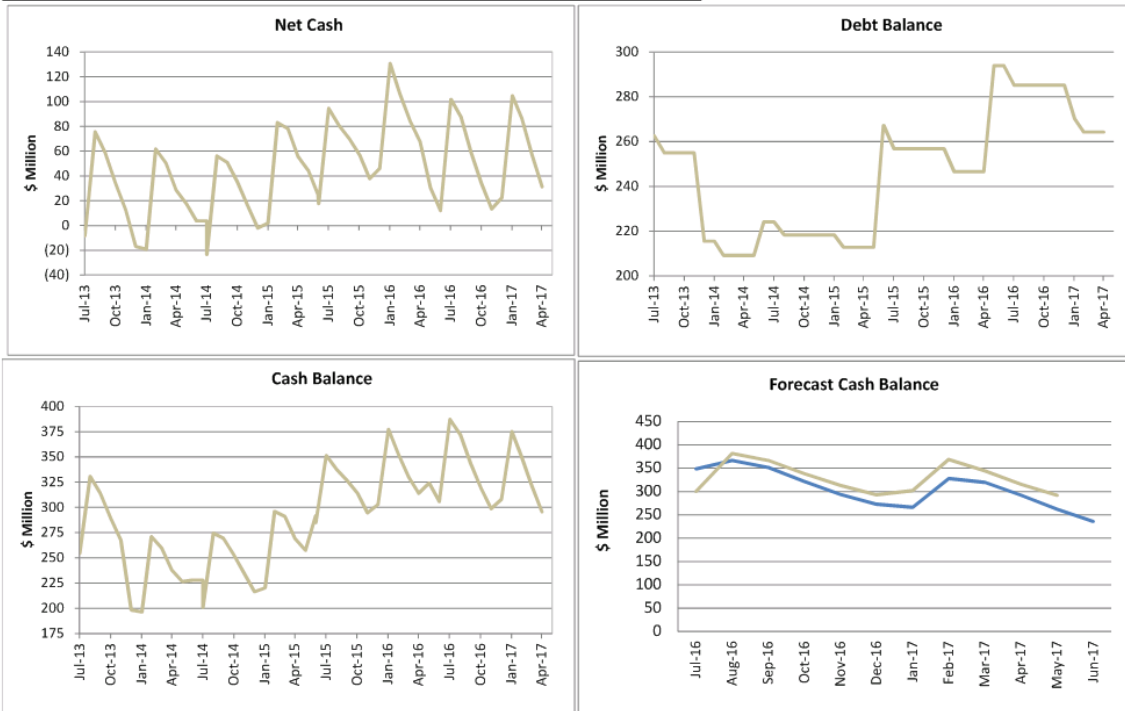 Net Cash
140
120
100
80
60
40
20
0
(20)
(40)
$ Million
Jul-13
Oct-13
Jan-14
Apr-14
Jul-14
Oct-14
Jan-15
Apr-15
Jul-15
Oct-15
Jan-16
Apr-16
Jul-16
Oct-16
Jan-17
Apr-17
Debt Balance
300
280
260
240
220
200
$ Million
Jul-13
Oct-13
Jan-14
Apr-14
Jul-14
Oct-14
Jan-15
Apr-15
Jul-15
Oct-15
Jan-16
Apr-16
Jul-16
Oct-16
Jan-17
Apr-17
Cash Balance
400
375
350
325
300
275
250
225
200
175
$ Million
Jul-13
Oct-13
Jan-14
Apr-14
Jul-14
Oct-14
Jan-15
Apr-15
Jul-15
Oct-15
Jan-16
Apr-16
Jul-16
Oct-16
Jan-17
Apr-17
Forecast Cash Balance
450
400
350
300
250
200
150
100
50
0
$ Million
Jul-16
Aug-16
Sep-16
Oct-16
Nov-16
Dec-16
Jan-17
Feb-17
Mar-17
Apr-17
May-17
Jun-17